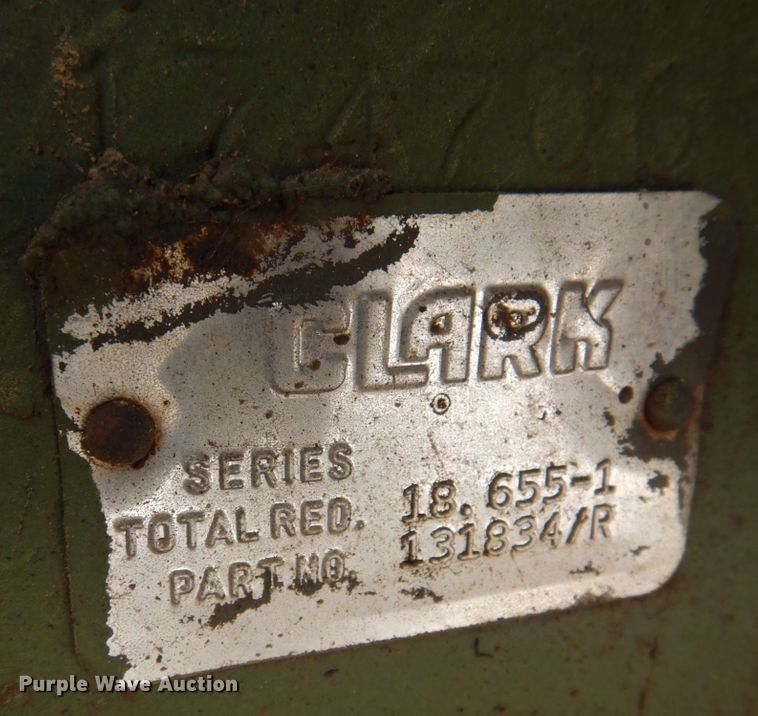 CLARK
SERIES
TOTAL RED. 18.655-1
PART NO. 131834/R
Purple Wave Auction